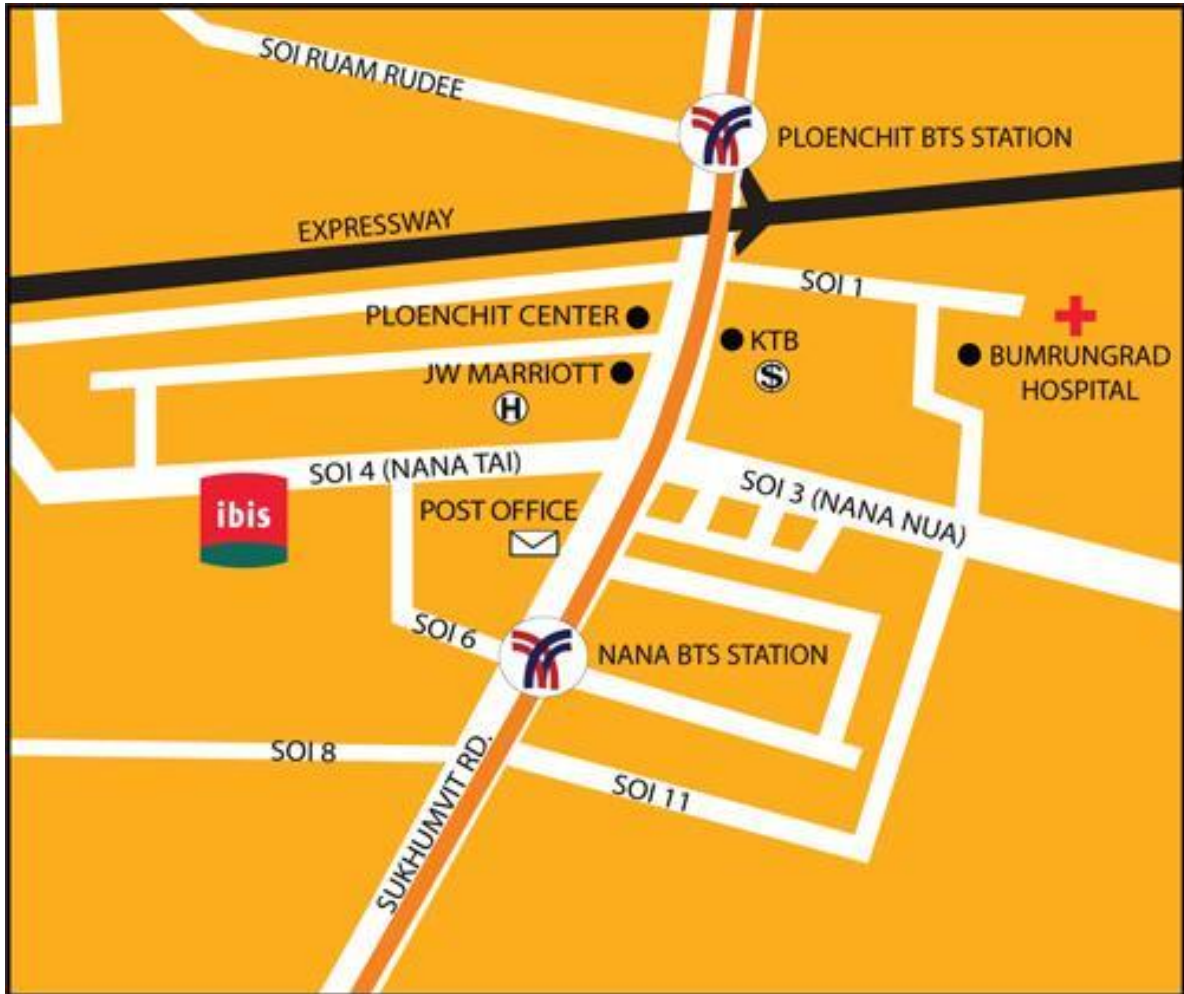 SOI RUAM RUDEE
PLOENCHIT BTS STATION
EXPRESSWAY
SOI 1
PLOENCHIT CENTER
KTB
S
JW MARRIOTT
H
BUMRUNGRAD
HOSPITAL
SOI 4 (NANA TAI)
SOI 3 (NANA NUA)
ibis
POST OFFICE
SOI 6
NANA BTS STATION
SOI 8
SUKHUMVIT RD.
SOI 11